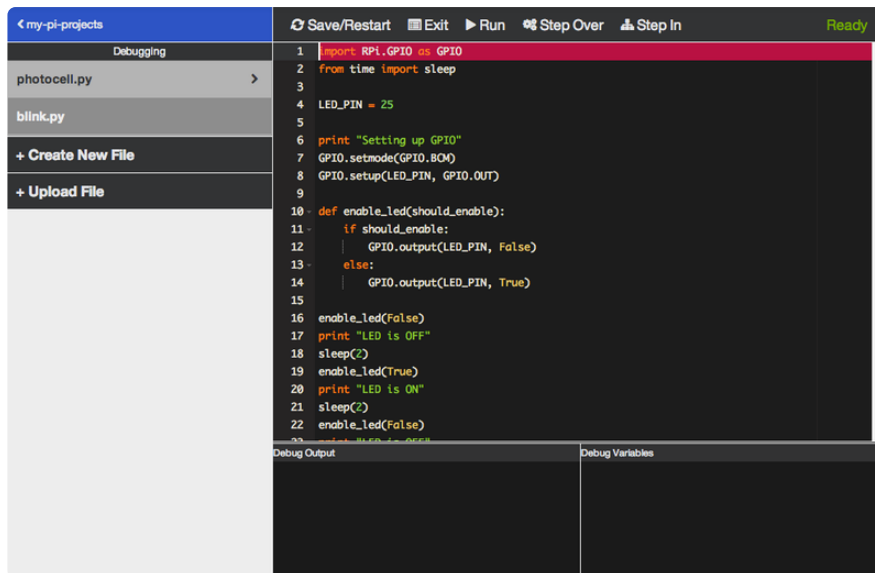 my-pi-projects
Debugging
photocell.py
blink.py
+ Create New File
+ Upload File
Save/Restart Exit Run Step Over Step In Ready
1 import RPi.GPIO as GPIO
2 from time import sleep
3
4 LED_PIN = 25
5
6 print "Setting up GPIO"
7 GPIO.setmode(GPIO.BCM)
8 GPIO.setup(LED_PIN, GPIO.OUT)
9
10 def enable_led(should_enable):
11     if should_enable:
12         GPIO.output(LED_PIN, False)
13     else:
14         GPIO.output(LED_PIN, True)
15
16 enable_led(False)
17 print "LED is OFF"
18 sleep(2)
19 enable_led(True)
20 print "LED is ON"
21 sleep(2)
22 enable_led(False)
23 print "LED is OFF"
Debug Output
Debug Variables